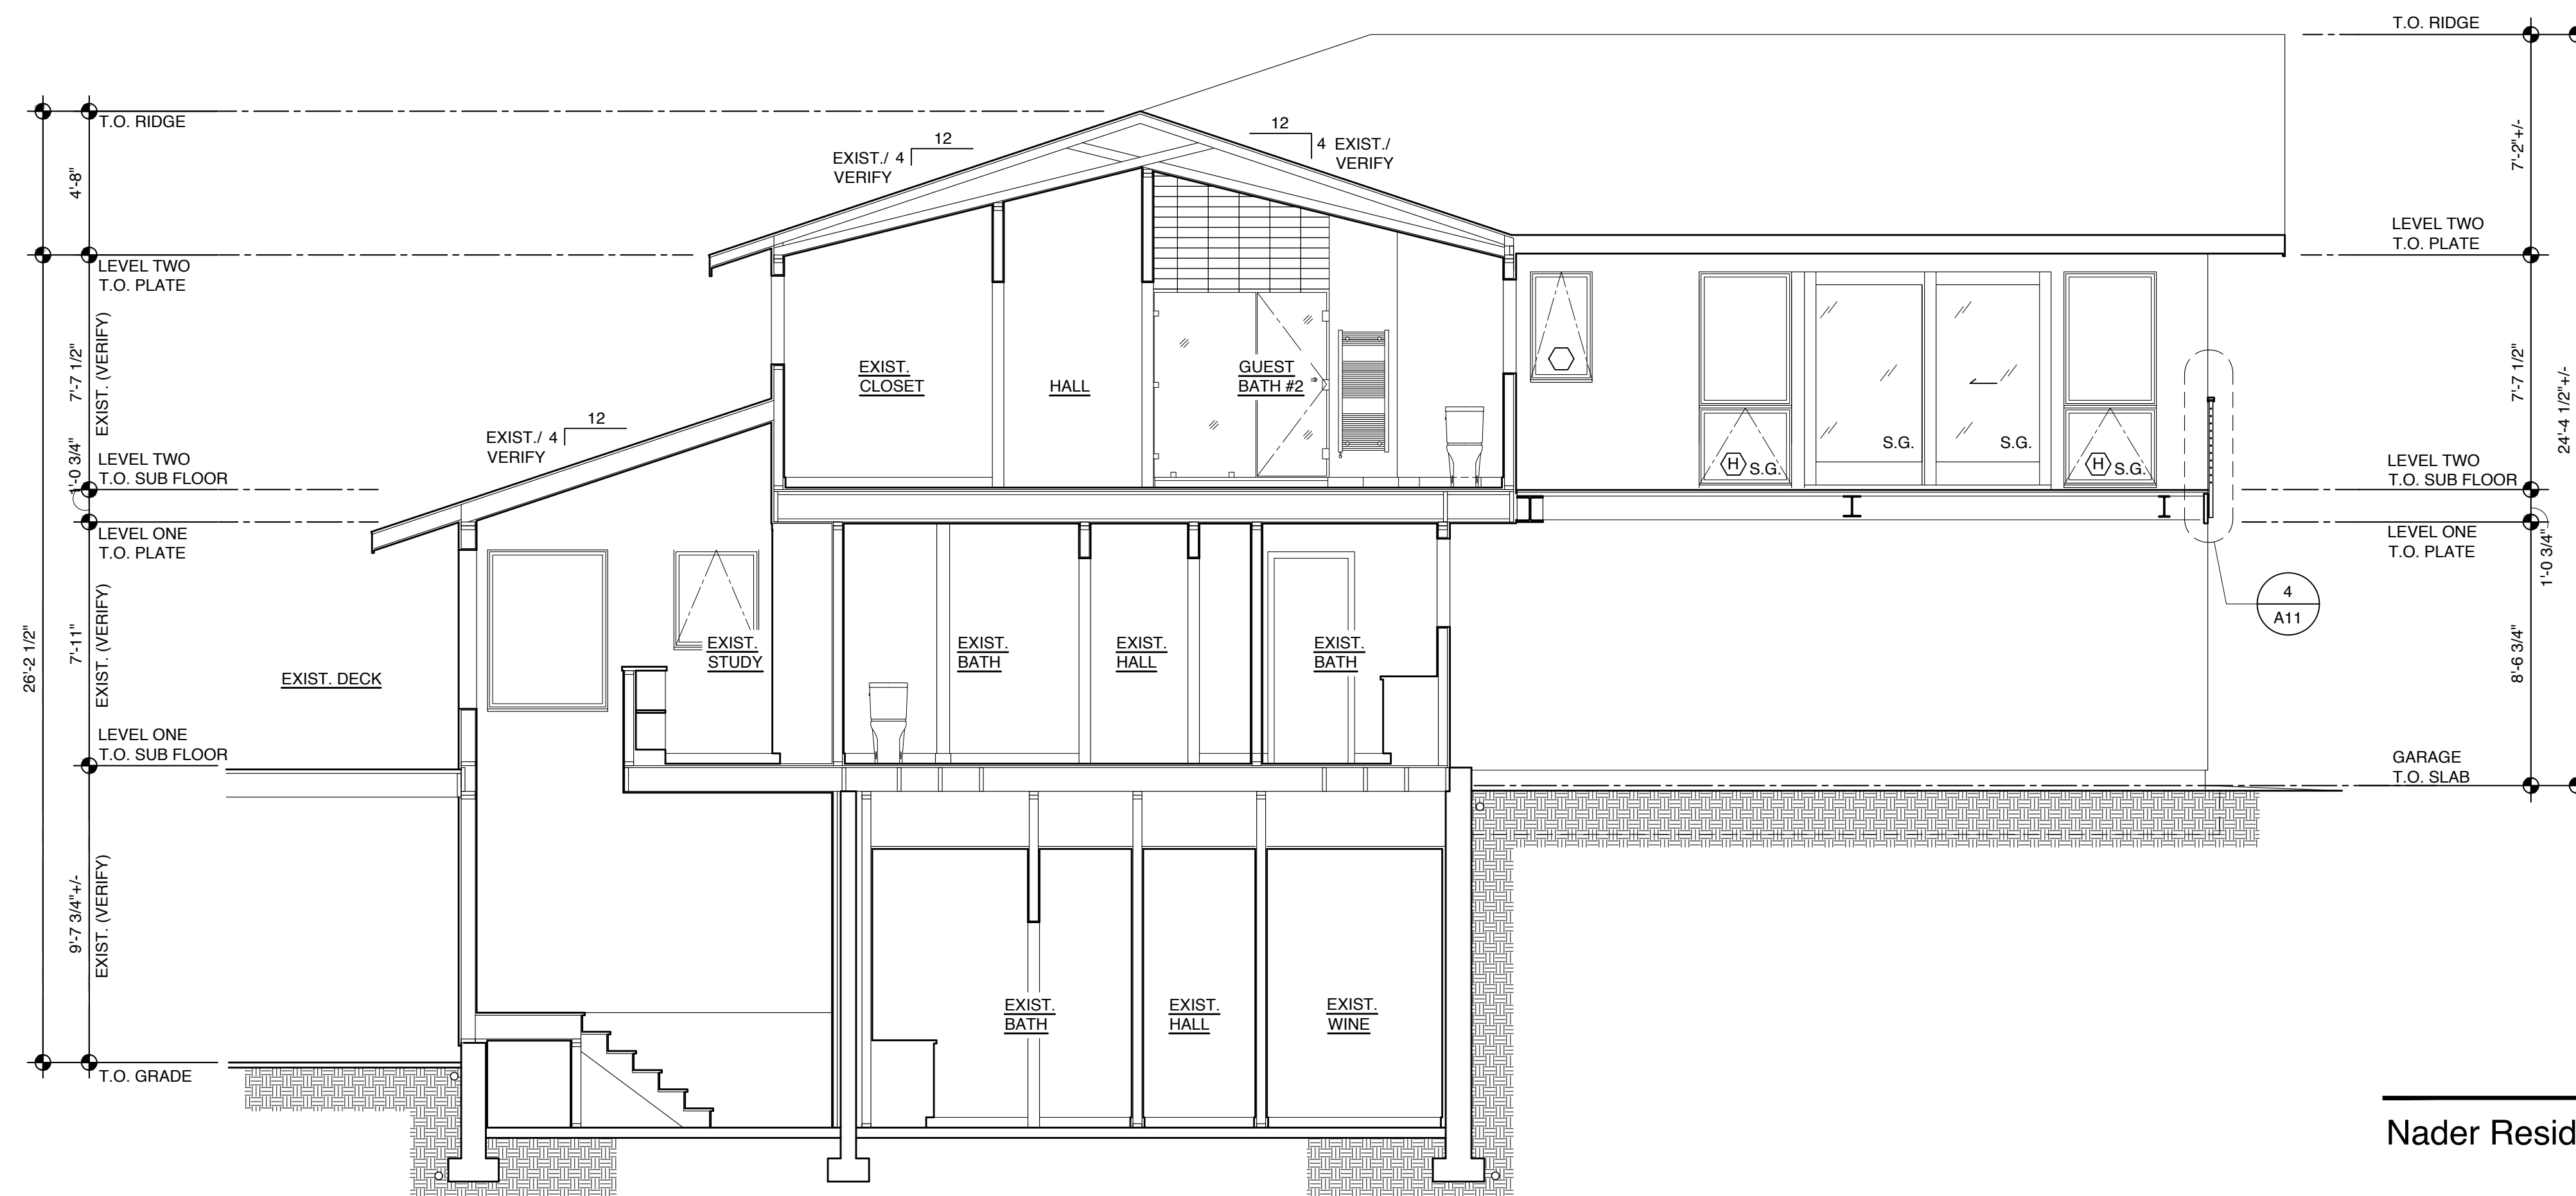 T.O. RIDGE
T.O. RIDGE
12
EXIST./ 4
VERIFY
12
4 EXIST./
VERIFY
4'-8"
7'-2"+/-
LEVEL TWO
T.O. PLATE
LEVEL TWO
T.O. PLATE
7'-7 1/2"
EXIST. (VERIFY)
EXIST.
CLOSET
HALL
GUEST
BATH #2
7'-7 1/2"
24'-4 1/2"+/-
12
EXIST./ 4
VERIFY
S.G.
S.G.
H S.G.
H S.G.
1'-0 3/4"
LEVEL TWO
T.O. SUB FLOOR
LEVEL TWO
T.O. SUB FLOOR
LEVEL ONE
T.O. PLATE
LEVEL ONE
T.O. PLATE
1'-0 3/4"
4
A11
26'-2 1/2"
7'-11"
EXIST. (VERIFY)
EXIST. DECK
EXIST.
STUDY
EXIST.
BATH
EXIST.
HALL
EXIST.
BATH
8'-6 3/4"
LEVEL ONE
T.O. SUB FLOOR
GARAGE
T.O. SLAB
9'-7 3/4"+/-
EXIST. (VERIFY)
EXIST.
BATH
EXIST.
HALL
EXIST.
WINE
T.O. GRADE
Nader Resid